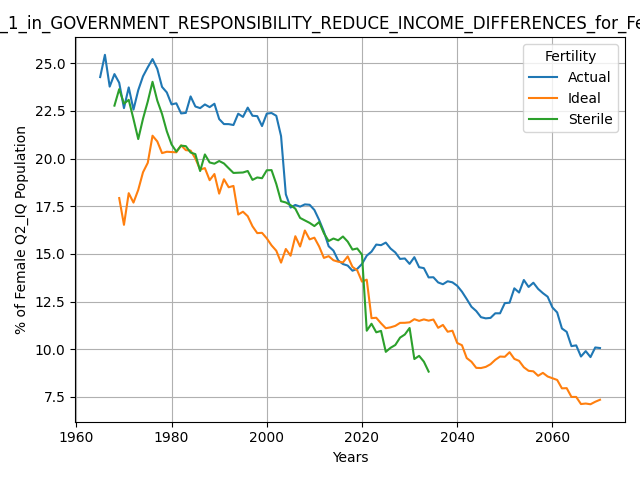 _1_in_GOVERNMENT_RESPONSIBILITY_REDUCE_INCOME_DIFFERENCES_for_Fe
Fertility
Actual
Ideal
Sterile
% of Female Q2_IQ Population
25.0
22.5
20.0
17.5
15.0
12.5
10.0
7.5
1960
1980
2000
2020
2040
2060
Years